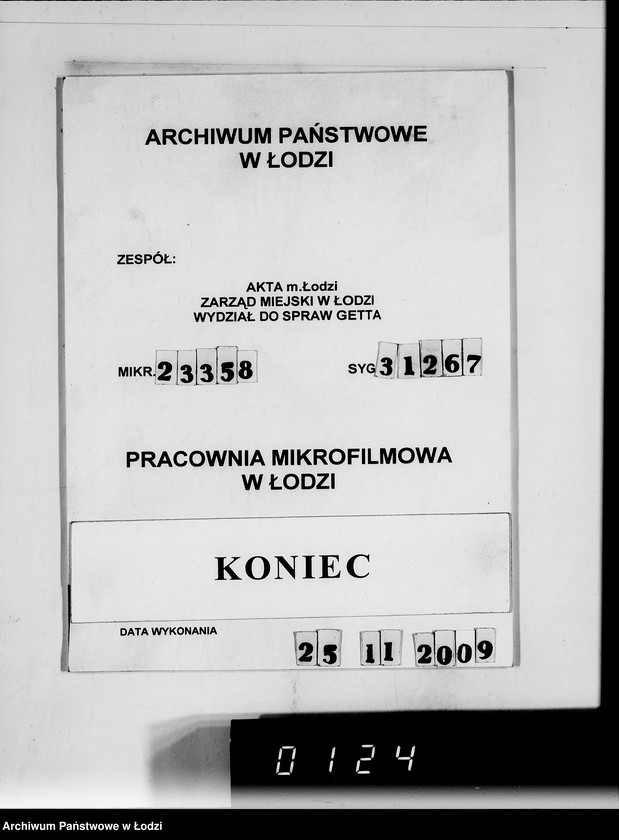 ARCHIWUM PAŃSTWOWE
W ŁODZI
ZESPÓŁ:
AKTA m.Łodzi
ZARZĄD MIEJSKI W ŁODZI
WYDZIAŁ DO SPRAW GETTA
MIKR. 23358 SYG 31267
PRACOWNIA MIKROFILMOWA
W ŁODZI
KONIEC
DATA WYKONANIA
25 11 2009
0124
Archiwum Państwowe w Łodzi